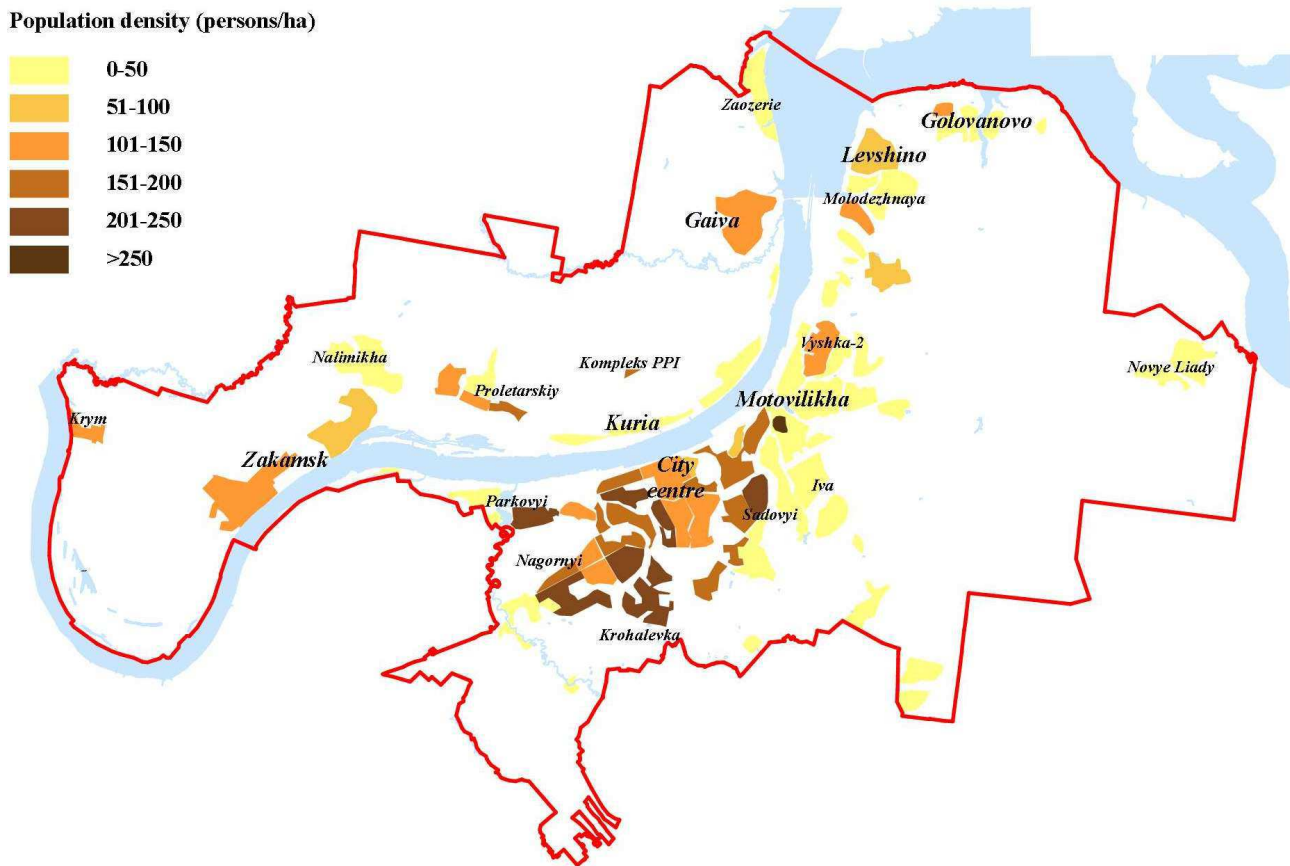 Population density (persons/ha)
0-50
51-100
101-150
151-200
201-250
>250
Zaozerie
Golovanovo
Levshino
Molodezhnaya
Gaiva
Vyshka-2
Nalimikha
Kompleks PPI
Novye Liady
Proletarskiy
Motovilikha
Krym
Kuria
Zakamsk
City
centre
Iva
Parkovyi
Sadovyi
Nagornyi
Krohalevka